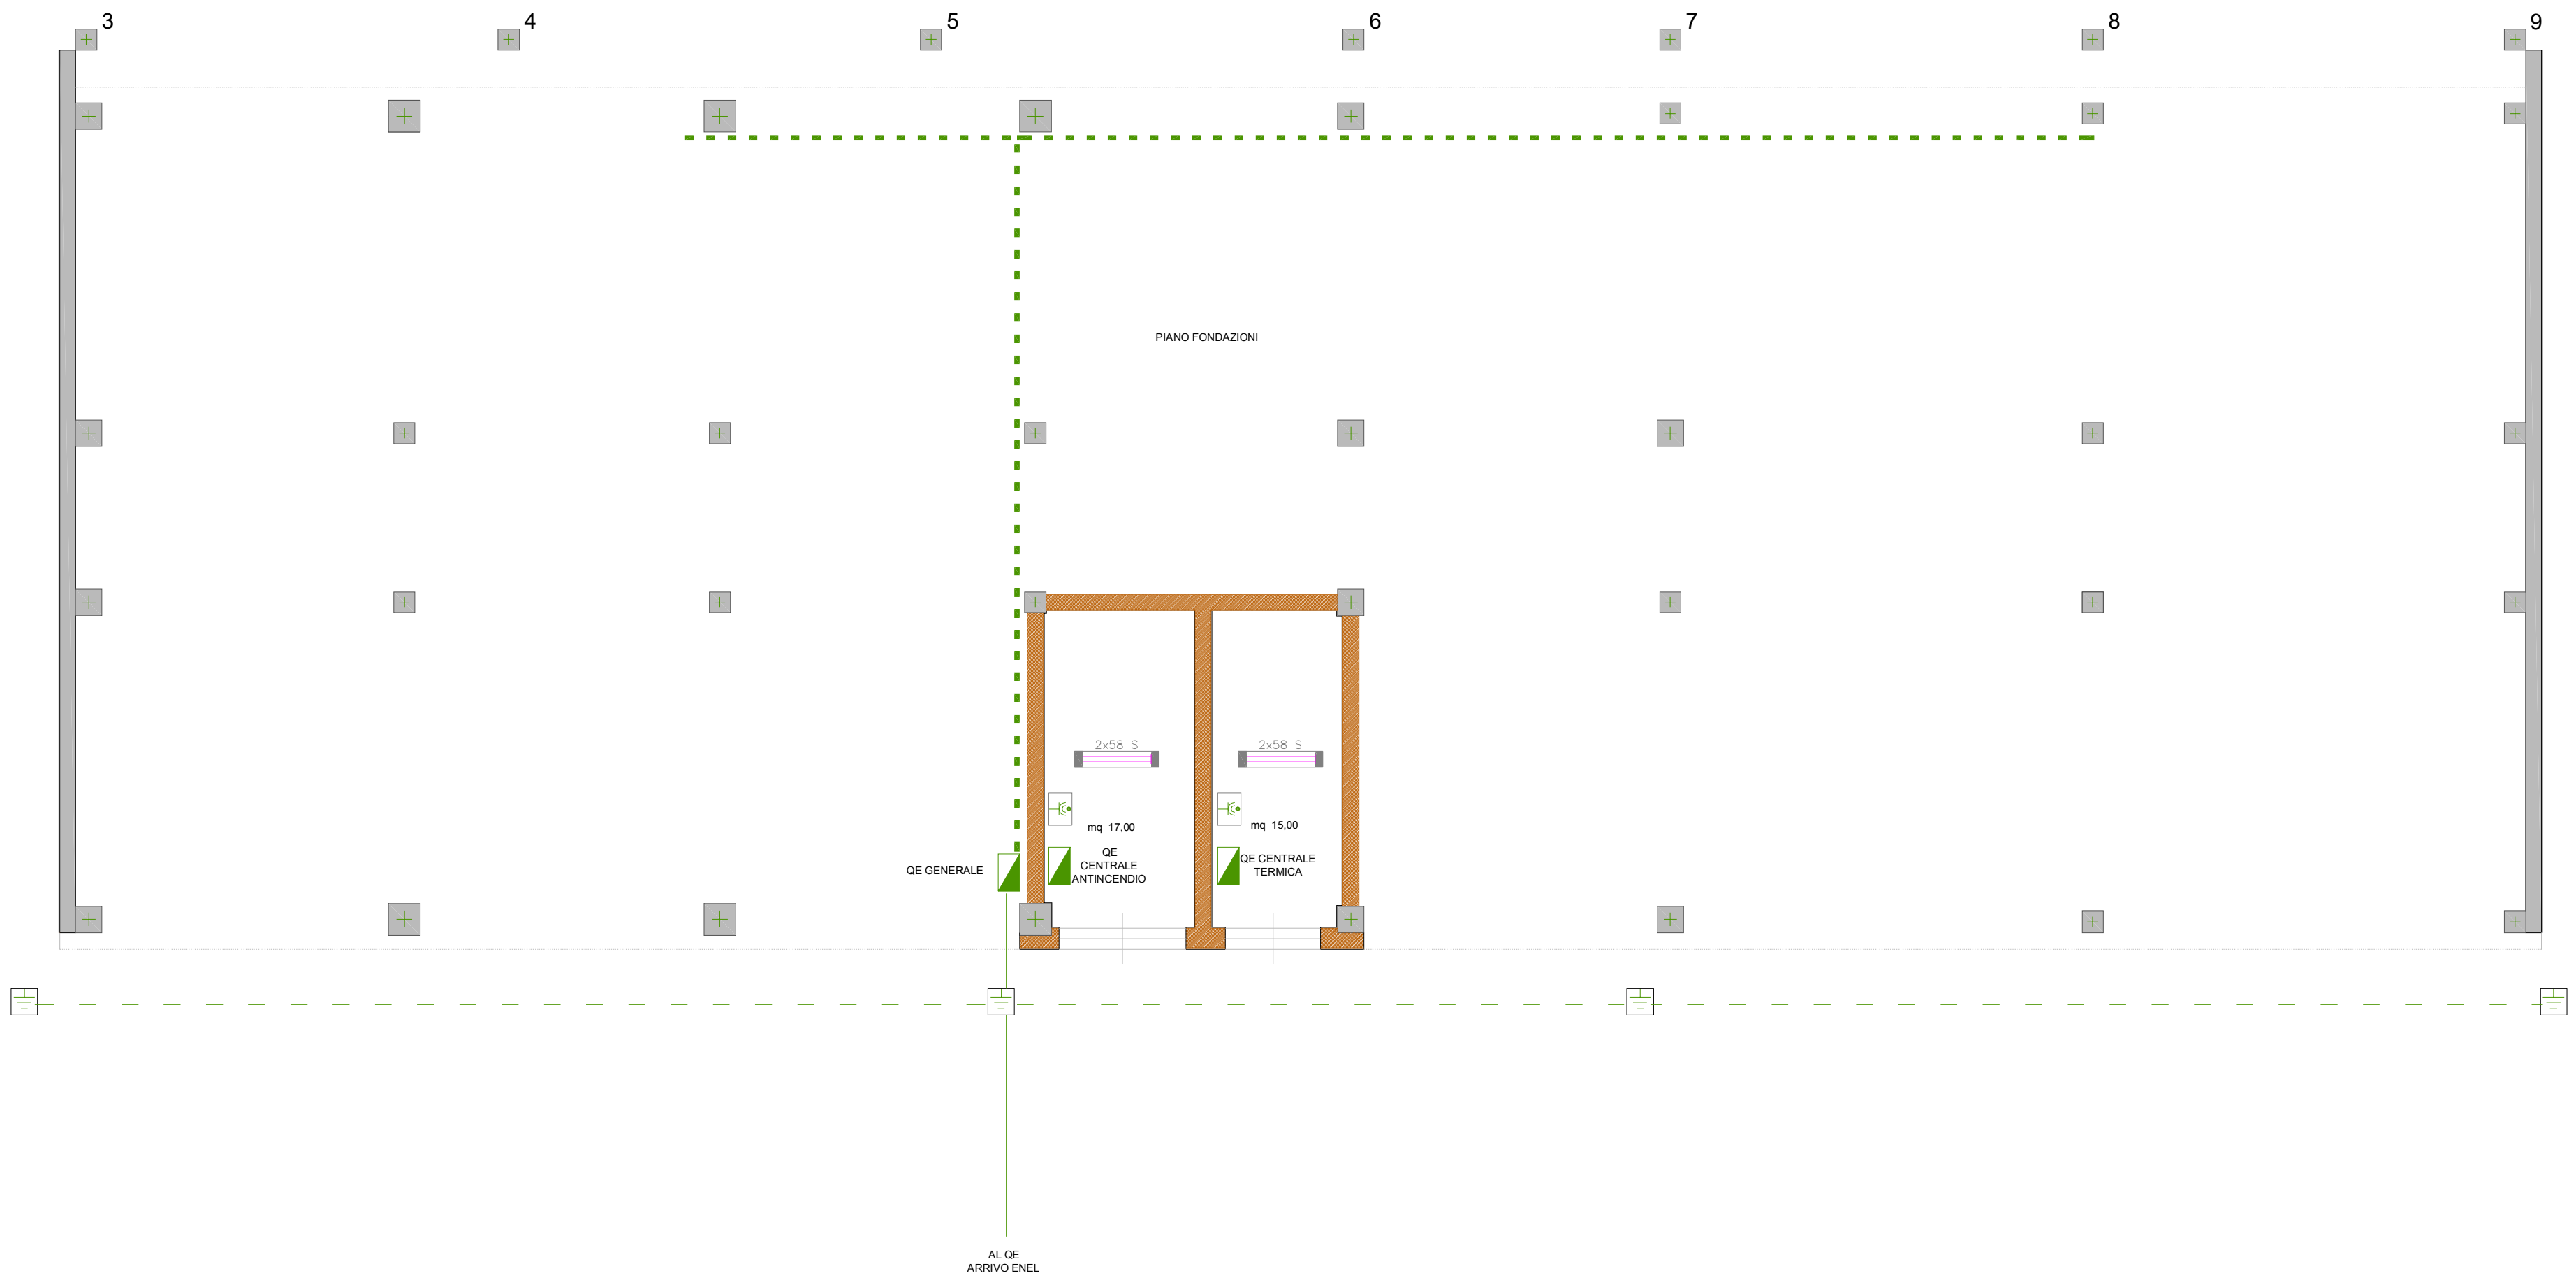 3
4
5
6
7
8
9
PIANO FONDAZIONI
2x58 S
2x58 S
mq 17,00
mq 15,00
QE GENERALE
QE
CENTRALE
ANTINCENDIO
QE CENTRALE
TERMICA
AL QE
ARRIVO ENEL